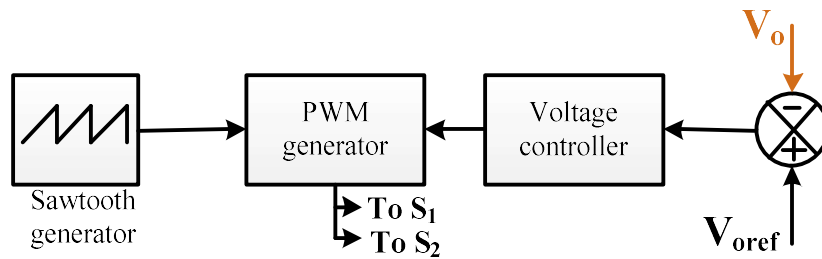 Vo
PWM
generator
Voltage
controller
−
+
Sawtooth
generator
To S1
To S2
Voref